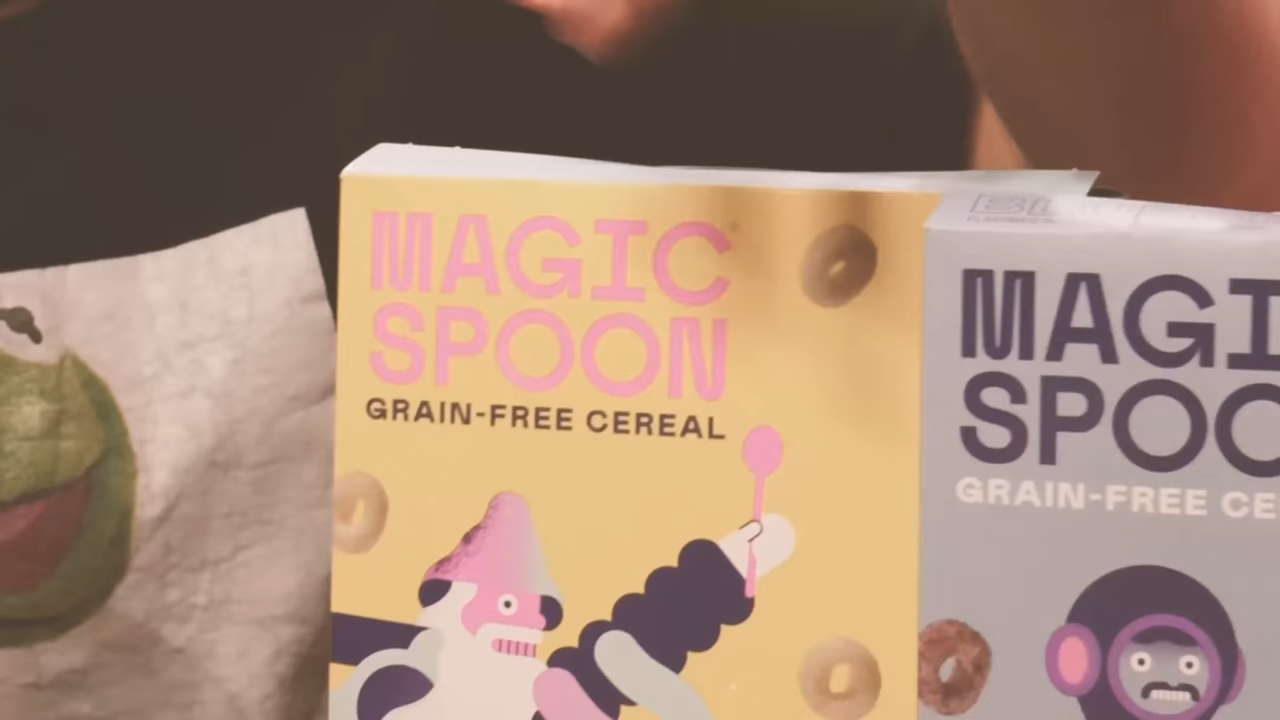 MAGIC
SPOON
GRAIN-FREE CEREAL
MAGI
SPOO
GRAIN-FREE CE